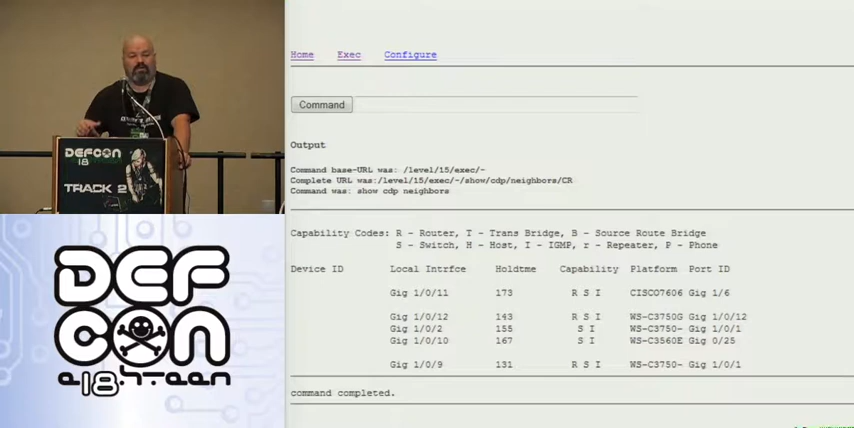 DEFCON
18
TRACK 2
DEF
CON
Home Exec Configure
Command
Output
Command base-URL was: /level/15/exec/-
Complete URL was:/level/15/exec/-/show/cdp/neighbors/CR
Command was: show cdp neighbors
Capability Codes: R - Router, T - Trans Bridge, B - Source Route Bridge
S - Switch, H - Host, I - IGMP, r - Repeater, P - Phone
Device ID Local Intrfce Holdtme Capability Platform Port ID
Gig 1/0/11 173 R S I CISCO7606 Gig 1/6
Gig 1/0/12 143 R S I WS-C3750G Gig 1/0/12
Gig 1/0/2 155 S I WS-C3750- Gig 1/0/1
Gig 1/0/10 167 S I WS-C3560E Gig 0/25
Gig 1/0/9 131 R S I WS-C3750- Gig 1/0/1
command completed.